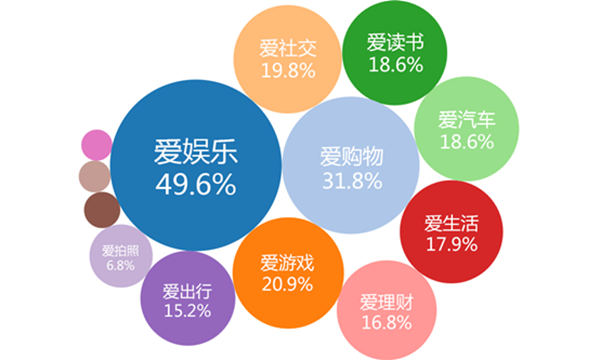 爱社交
19.8%
爱读书
18.6%
爱汽车
18.6%
爱娱乐
49.6%
爱购物
31.8%
爱生活
17.9%
爱拍照
6.8%
爱出行
15.2%
爱游戏
20.9%
爱理财
16.8%